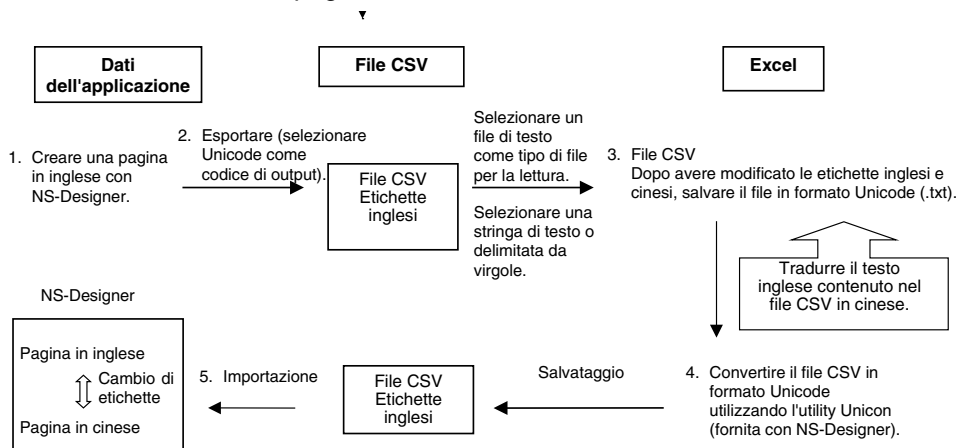 Dati
dell'applicazione
File CSV
Excel
1. Creare una pagina
in inglese con
NS-Designer.
2. Esportare (selezionare
Unicode come
codice di output).
File CSV
Etichette
inglesi
Selezionare un
file di testo
come tipo di file
per la lettura.
Selezionare una
stringa di testo o
delimitata da
virgole.
3. File CSV
Dopo avere modificato le etichette inglesi e
cinesi, salvare il file in formato Unicode (.txt).
Tradurre il testo
inglese contenuto nel
file CSV in cinese.
4. Convertire il file CSV in
formato Unicode
utilizzando l'utility Unicon
(fornita con NS-Designer).
Salvataggio
File CSV
Etichette
inglesi
5. Importazione
NS-Designer
Pagina in inglese
Cambio di
etichette
Pagina in cinese